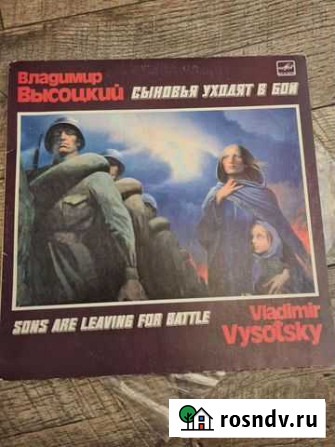 Владимир
Высоцкий СЫНОВЬЯ УХОДЯТ В БОЙ
SONS ARE LEAVING FOR BATTLE
Vladimir
Vysotsky
rosndv.ru